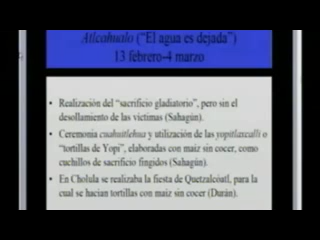 Atlcahualo ("El agua es dejada")
13 febrero-4 marzo
• Realización del "sacrificio gladiatorio", pero sin el
desollamiento de las víctimas (Sahagún).
• Ceremonia cuahuitlehua y utilización de las yopitlaxcalli o
"tortillas de Yopi", elaboradas con maíz sin cocer, como
cuchillos de sacrificio fingidos (Sahagún).
• En Cholula se realizaba la fiesta de Quetzalcóatl, para la
cual se hacían tortillas con maíz sin cocer (Durán).